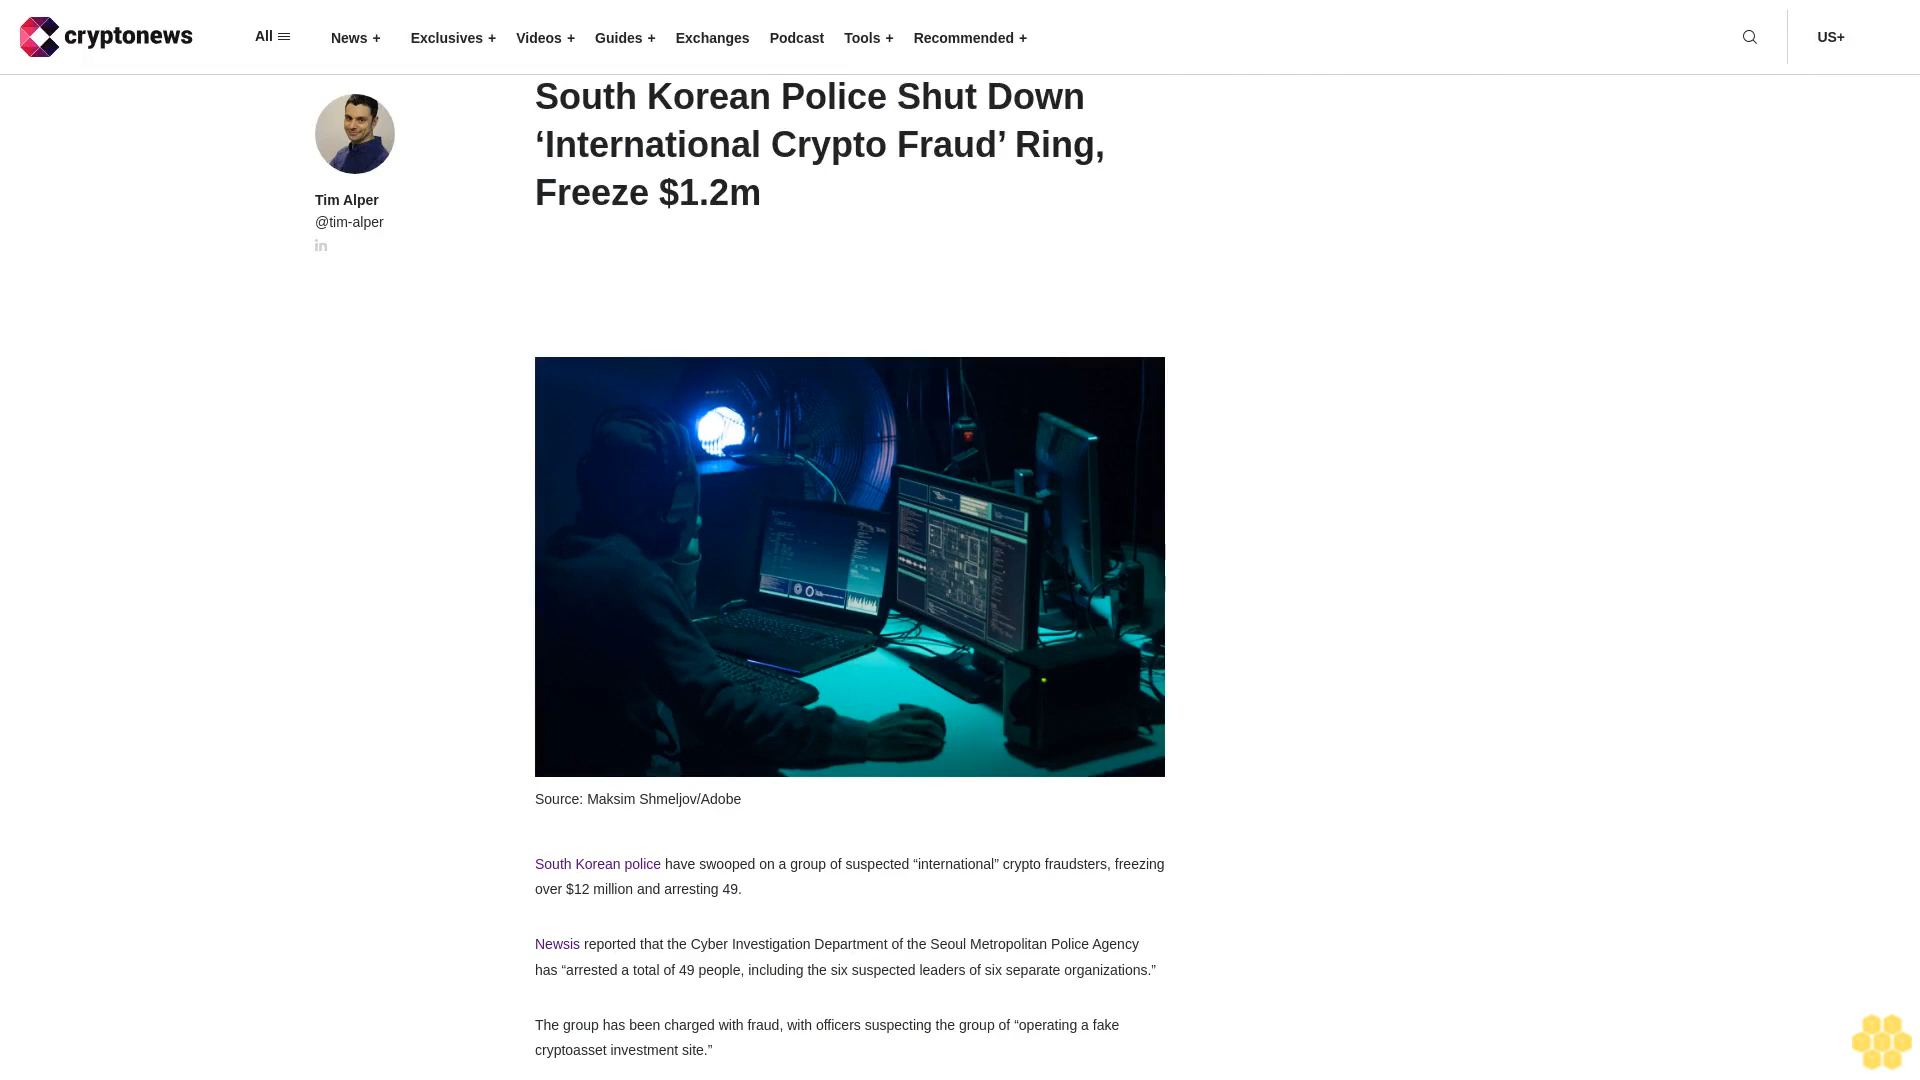 cryptonews
All
News +
Exclusives +
Videos +
Guides +
Exchanges
Podcast
Tools +
Recommended +
US+
Tim Alper
@tim-alper
in
South Korean Police Shut Down
‘International Crypto Fraud’ Ring,
Freeze $1.2m
Source: Maksim Shmeljov/Adobe
South Korean police have swooped on a group of suspected “international” crypto fraudsters, freezing
over $12 million and arresting 49.
Newsis reported that the Cyber Investigation Department of the Seoul Metropolitan Police Agency
has “arrested a total of 49 people, including the six suspected leaders of six separate organizations.”
The group has been charged with fraud, with officers suspecting the group of “operating a fake
cryptoasset investment site.”